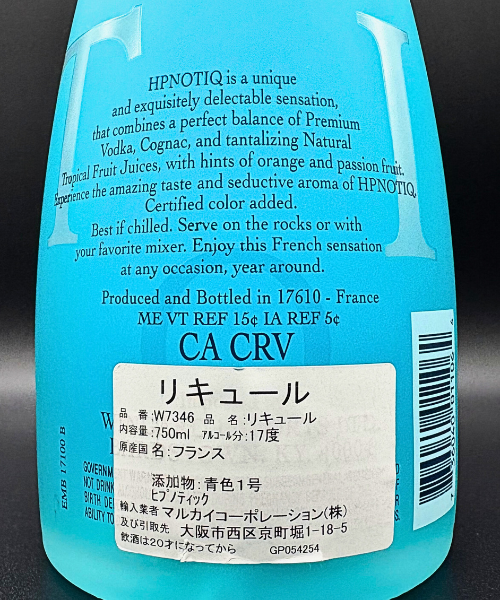 T I
HPNOTIQ is a unique
and exquisitely delectable sensation,
that combines a perfect balance of Premium
Vodka, Cognac, and tantalizing Natural
Tropical Fruit Juices, with hints of orange and passion fruit.
Experience the amazing taste and seductive aroma of HPNOTIQ
Certified color added.
Best if chilled. Serve on the rocks or with
your favorite mixer. Enjoy this French sensation
at any occasion, year around.
Produced and Bottled in 17610 - France
ME VT REF 15¢ IA REF 5¢
CA CRV
リキュール
品 番:W7346 品 名:リキュール
内容量:750ml アルコール分:17度
原産国名:フランス
添加物:青色1号
ヒプノティック
輸入業者 マルカイコーポレーション(株)
及び引取先 大阪市西区京町堀1-18-5
飲酒は20才になってから GP054254
EMB 17100 B
GOVERNM
NOT DRIN
BIRTH DE
ABILITY TO